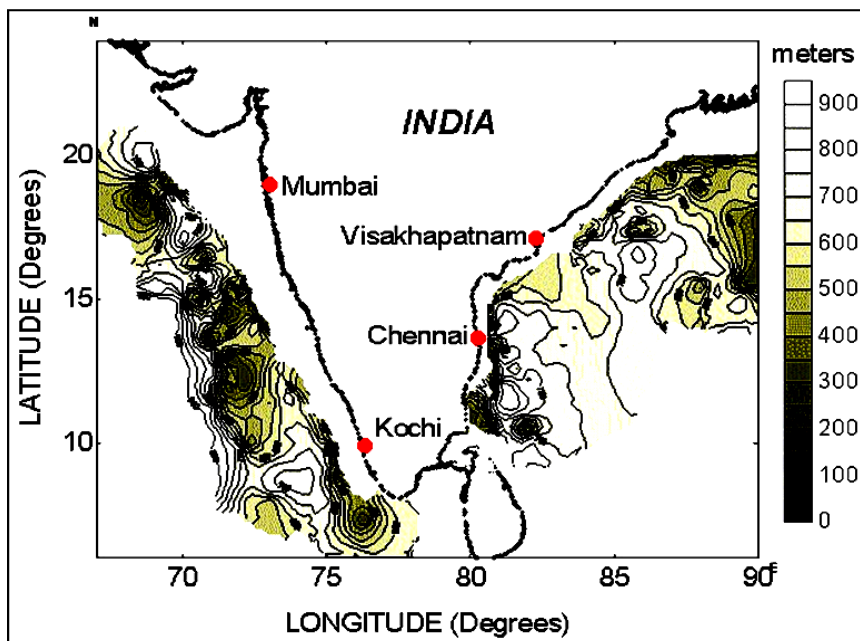 N
meters
INDIA
900
800
700
600
500
400
300
200
100
0
20
15
10
LATITUDE (Degrees)
Mumbai
Visakhapatnam
Chennai
Kochi
70
75
80
85
90
E
LONGITUDE (Degrees)